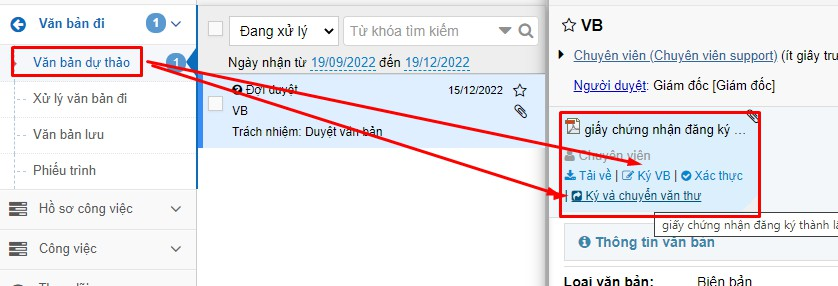 Văn bản đi 1
Văn bản dự thảo 1
Xử lý văn bản đi
Văn bản lưu
Phiếu trình
Hồ sơ công việc
Công việc
Đang xử lý
Từ khóa tìm kiếm
Ngày nhận từ 19/09/2022 đến 19/12/2022
Đợi duyệt 15/12/2022
VB
Trách nhiệm: Duyệt văn bản
VB
Chuyên viên (Chuyên viên support) (ít giây
Người duyệt: Giám đốc [Giám đốc]
giấy chứng nhận đăng ký ...
Chuyên viên
Tải về | Ký VB | Xác thực
| Ký và chuyển văn thư
giấy chứng nhận đăng ký thành
Thông tin văn bản
Loại văn bản: Biên bản